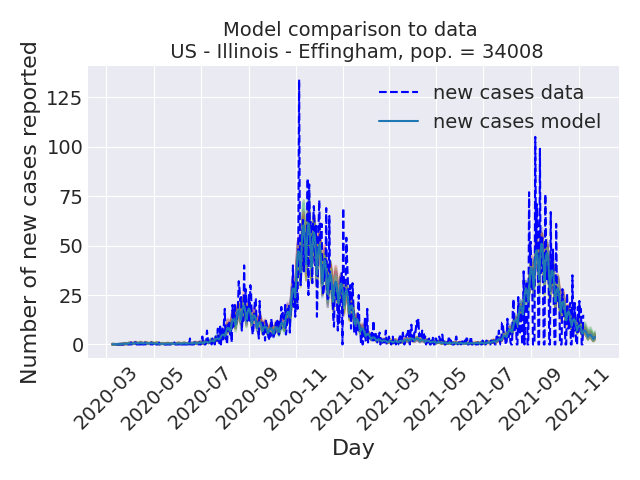 Model comparison to data
US - Illinois - Effingham, pop. = 34008
Number of new cases reported
125
100
75
50
25
0
new cases data
new cases model
2020-03
2020-05
2020-07
2020-09
2020-11
2021-01
2021-03
2021-05
2021-07
2021-09
2021-11
Day